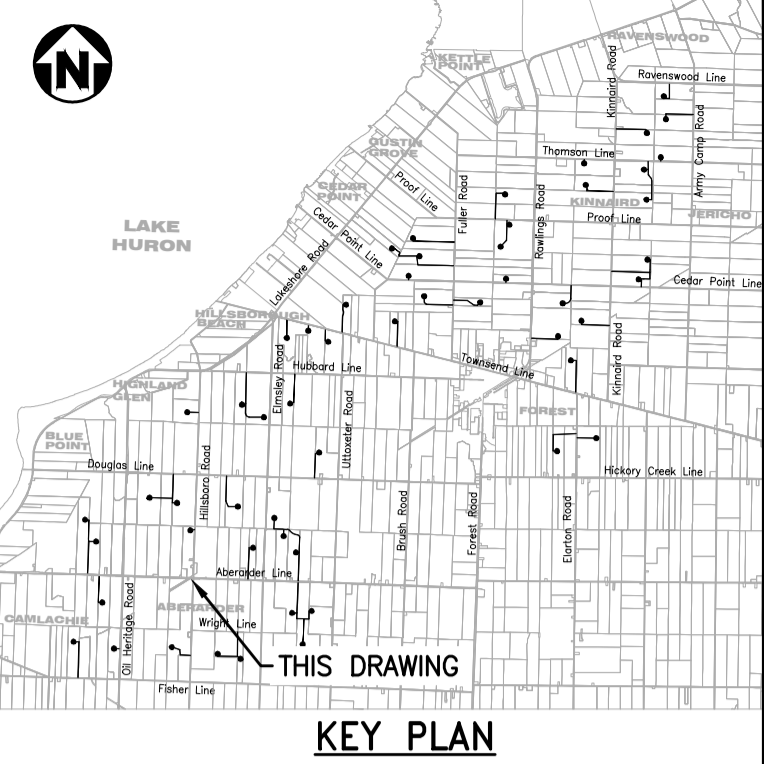 N
RAVENSWOOD
KETTLE
POINT
Ravenswood Line
Kinnaird Road
Army Camp Road
GUSTIN
GROVE
Thomson Line
CEDAR
POINT
Proof Line
Fuller Road
Rawlings Road
KINNAIRD
Proof Line
JERICHO
LAKE
HURON
Cedar Point Line
Lakeshore Road
Cedar Point Line
HILLSBOROUGH
BEACH
Elmsley Road
Hubbard Line
Townsend Line
Kinnaird Road
HIGHLAND
GLEN
Uttoxeter Road
FOREST
BLUE
POINT
Douglas Line
Hillsboro Road
Hickory Creek Line
Brush Road
Forest Road
Elarton Road
Aberarder Line
Oil Heritage Road
ABERARDER
CAMLACHIE
Wright Line
THIS DRAWING
Fisher Line
KEY PLAN